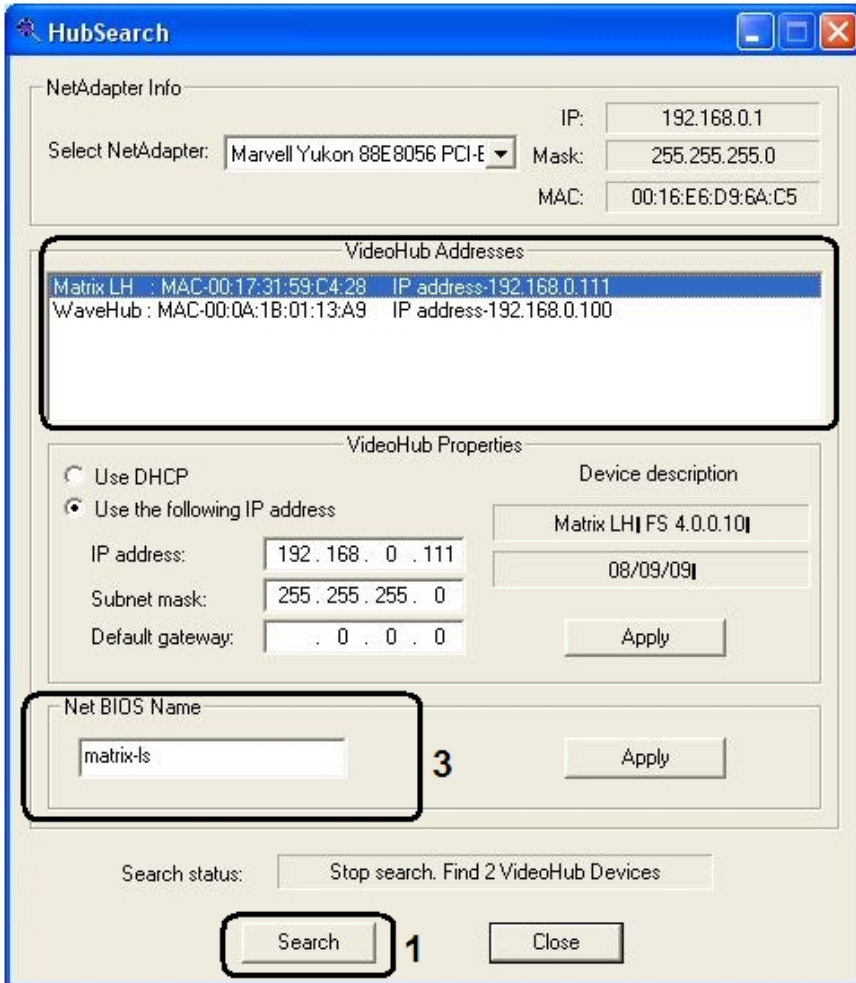 HubSearch
NetAdapter Info
Select NetAdapter: Marvell Yukon 88E8056 PCI-E
IP: 192.168.0.1
Mask: 255.255.255.0
MAC: 00:16:E6:D9:6A:C5
VideoHub Addresses
Matrix LH : MAC-00:17:31:59:C4:28 IP address-192.168.0.111
WaveHub : MAC-00:0A:1B:01:13:A9 IP address-192.168.0.100
VideoHub Properties
Use DHCP
Use the following IP address
IP address: 192 . 168 . 0 . 111
Subnet mask: 255 . 255 . 255 . 0
Default gateway: . 0 . 0 . 0
Device description
Matrix LH FS 4.0.0.10
08/09/09
Apply
Net BIOS Name
matrix-ls
3
Apply
Search status: Stop search. Find 2 VideoHub Devices
Search 1 Close